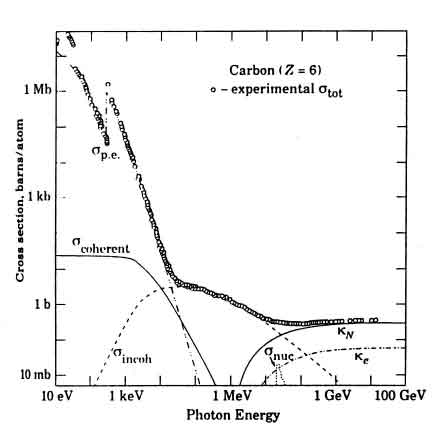 Carbon (Z = 6)
o – experimental σtot
1 Mb
σp.e.
Cross section, barns/atom
1 kb
σcoherent
1 b
κN
σincoh
σnuc
κe
10 mb
10 eV 1 keV 1 MeV 1 GeV 100 GeV
Photon Energy